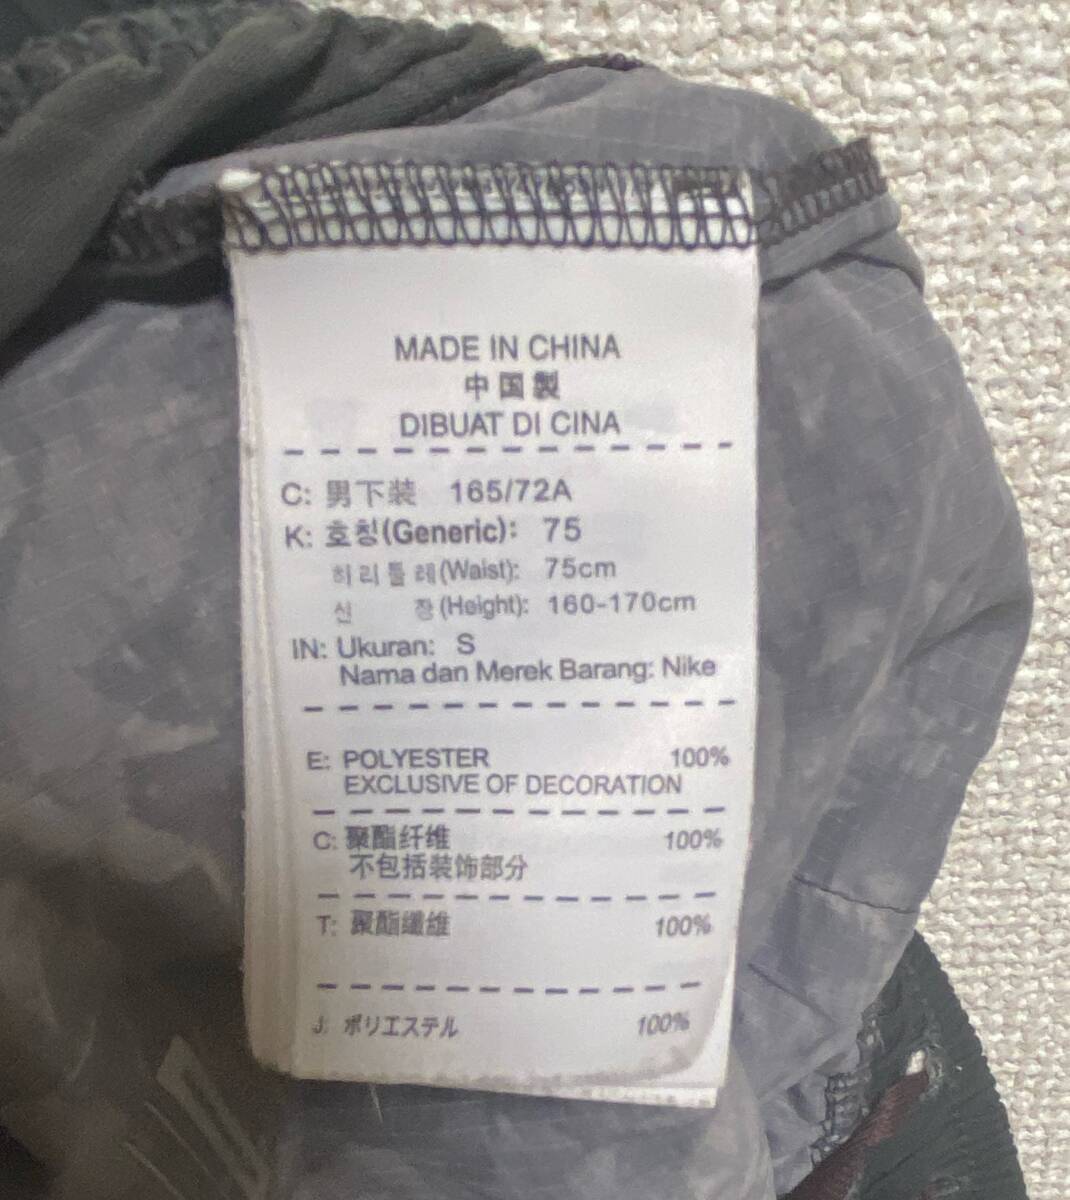 MADE IN CHINA
中国製
DIBUAT DI CINA
C: 男下裝 165/72A
K: 호칭(Generic): 75
허리둘레(Waist): 75cm
신 장(Height): 160-170cm
IN: Ukuran: S
Nama dan Merek Barang: Nike
E: POLYESTER 100%
EXCLUSIVE OF DECORATION
C: 聚酯纤维 100%
不包括装饰部分
T: 聚酯纖維 100%
J: ポリエステル 100%